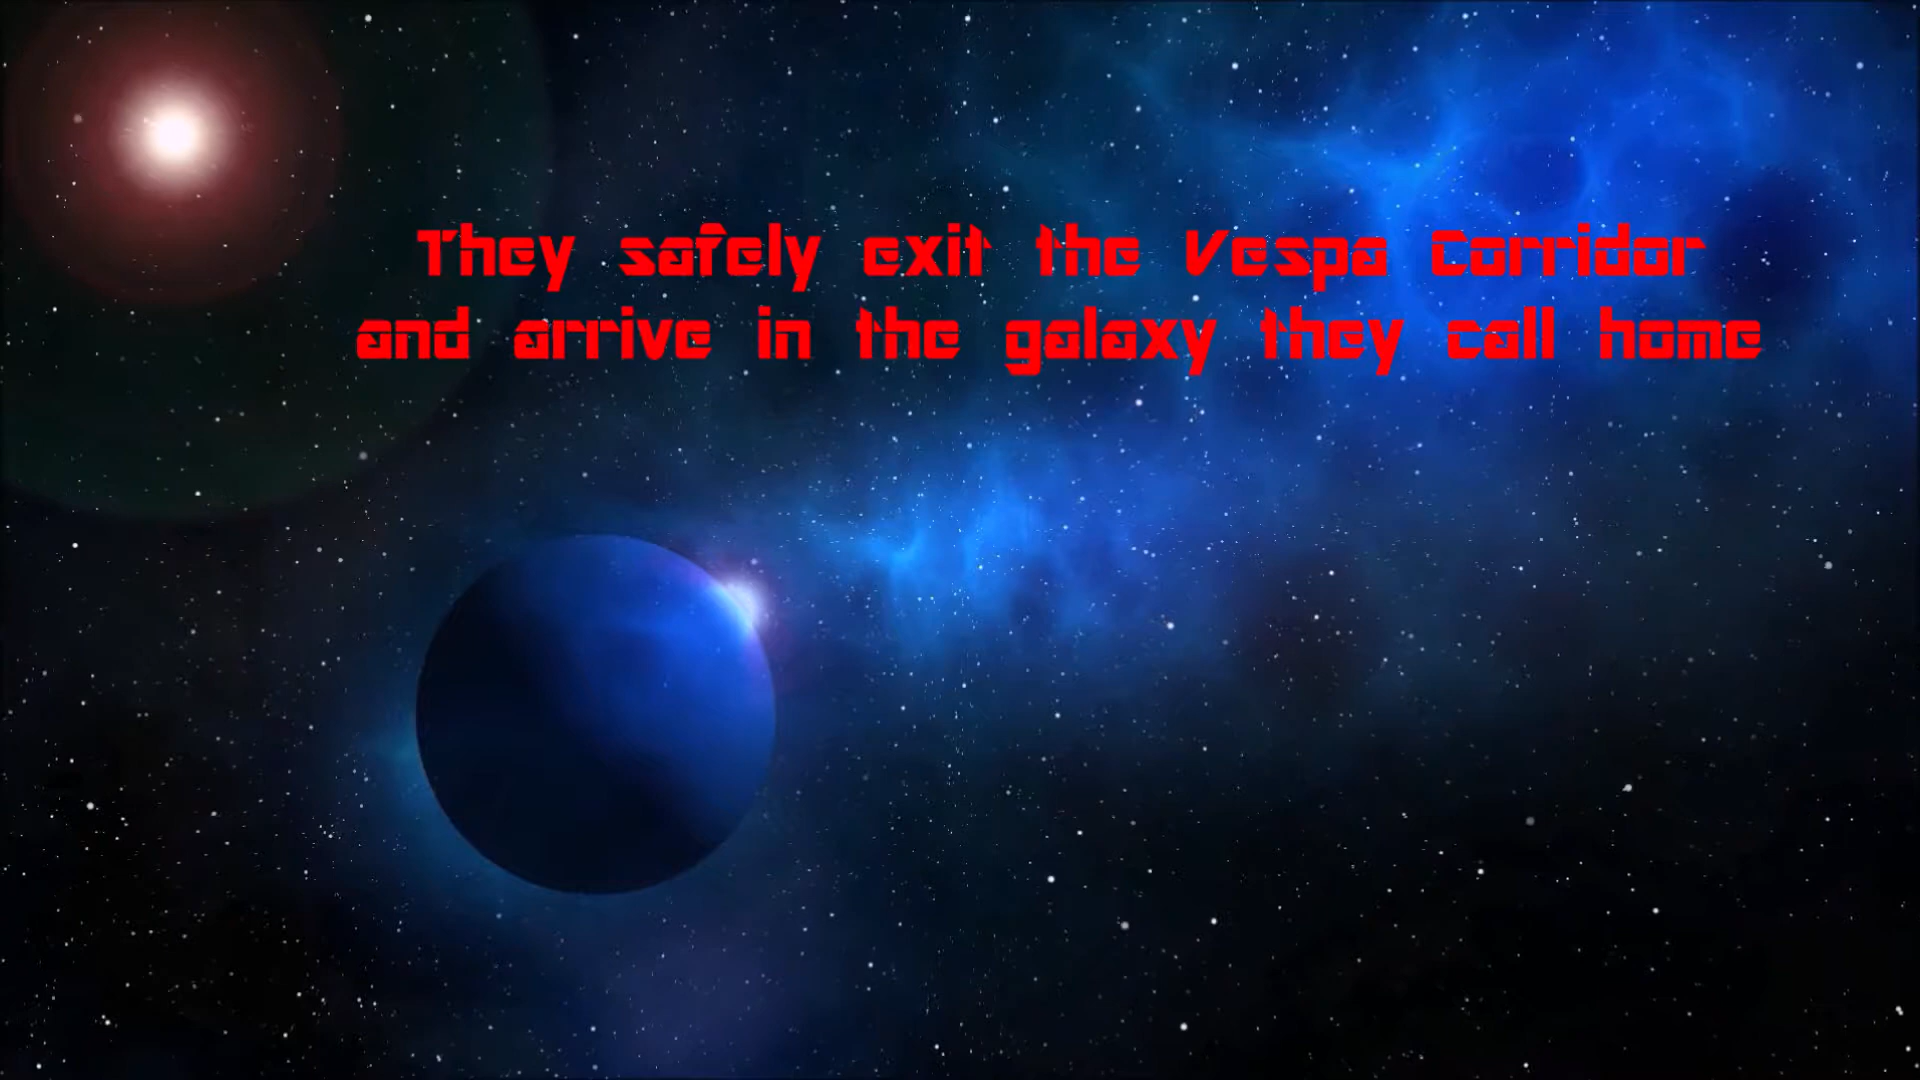 They safely exit the Vespa Corridor
and arrive in the galaxy they call home